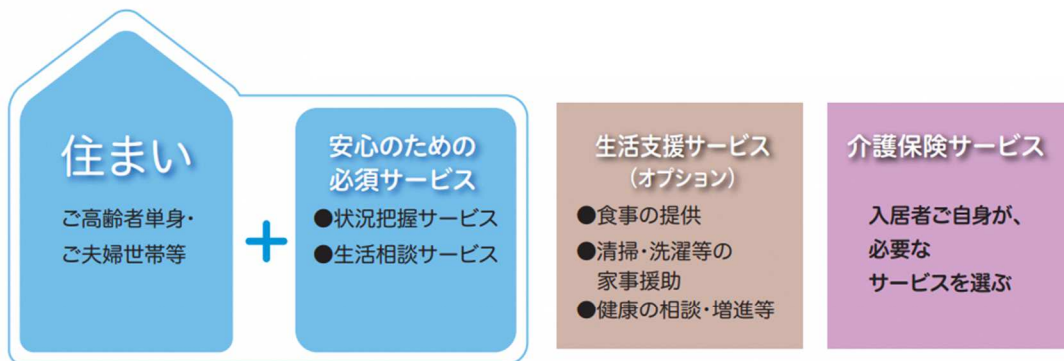 住まい
ご高齢者単身・
ご夫婦世帯等
+
安心のための
必須サービス
●状況把握サービス
●生活相談サービス
生活支援サービス
（オプション）
●食事の提供
●清掃・洗濯等の
家事援助
●健康の相談・増進等
介護保険サービス
入居者ご自身が、
必要な
サービスを選ぶ